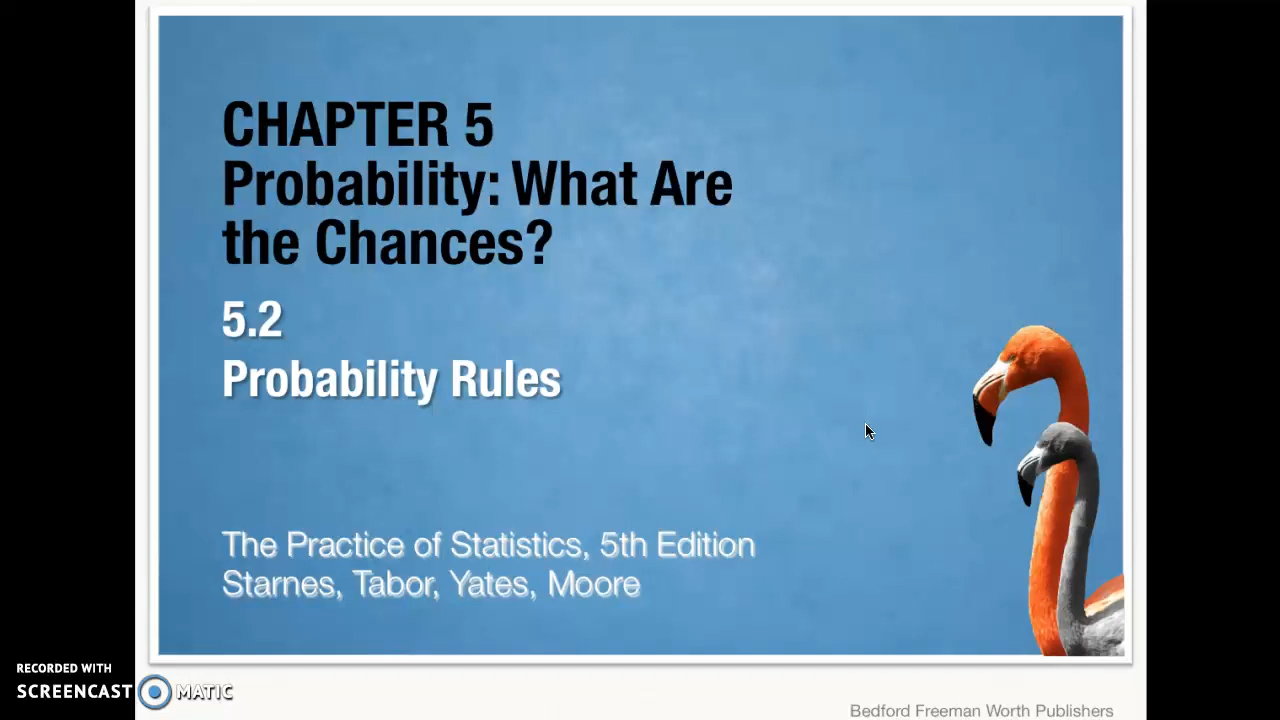 CHAPTER 5
Probability: What Are
the Chances?
5.2
Probability Rules
The Practice of Statistics, 5th Edition
Starnes, Tabor, Yates, Moore
RECORDED WITH
SCREENCAST MATIC
Bedford Freeman Worth Publishers